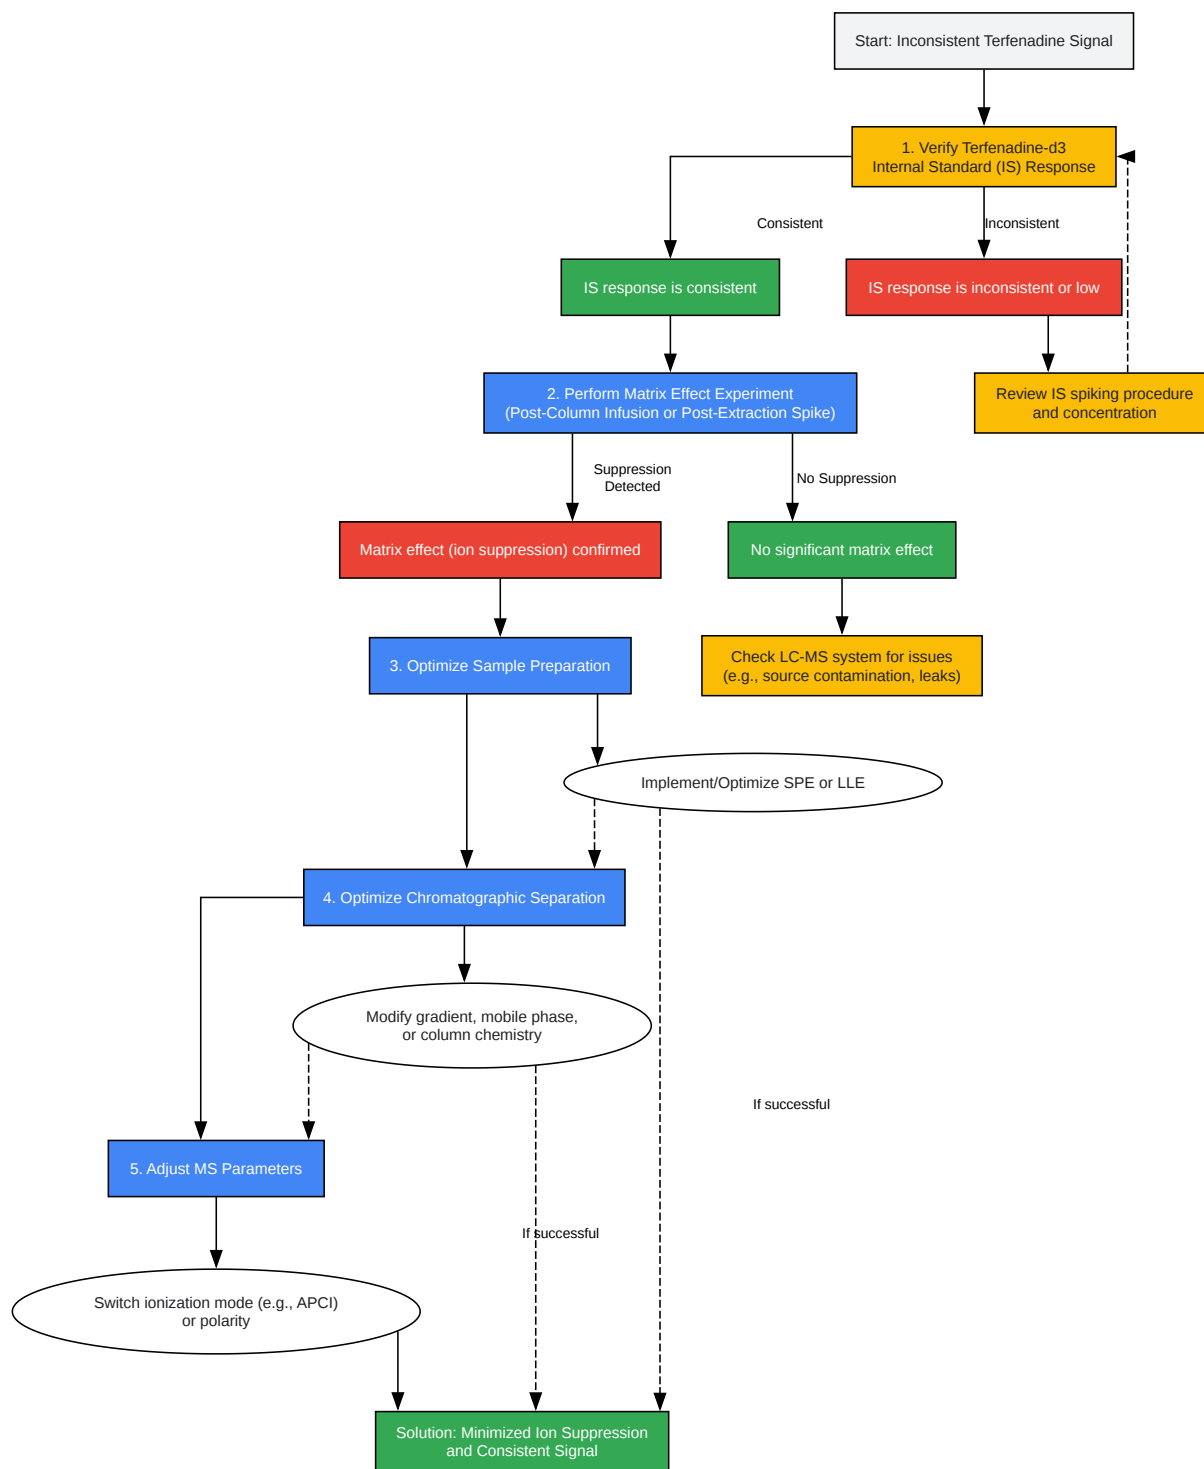 Start: Inconsistent Terfenadine Signal
1. Verify Terfenadine-d3
Internal Standard (IS) Response
Consistent
Inconsistent
IS response is consistent
IS response is inconsistent or low
2. Perform Matrix Effect Experiment
(Post-Column Infusion or Post-Extraction Spike)
Review IS spiking procedure
and concentration
Suppression
Detected
No Suppression
Matrix effect (ion suppression) confirmed
No significant matrix effect
3. Optimize Sample Preparation
Check LC-MS system for issues
(e.g., source contamination, leaks)
Implement/Optimize SPE or LLE
4. Optimize Chromatographic Separation
Modify gradient, mobile phase,
or column chemistry
If successful
5. Adjust MS Parameters
If successful
Switch ionization mode (e.g., APCI)
or polarity
Solution: Minimized Ion Suppression
and Consistent Signal